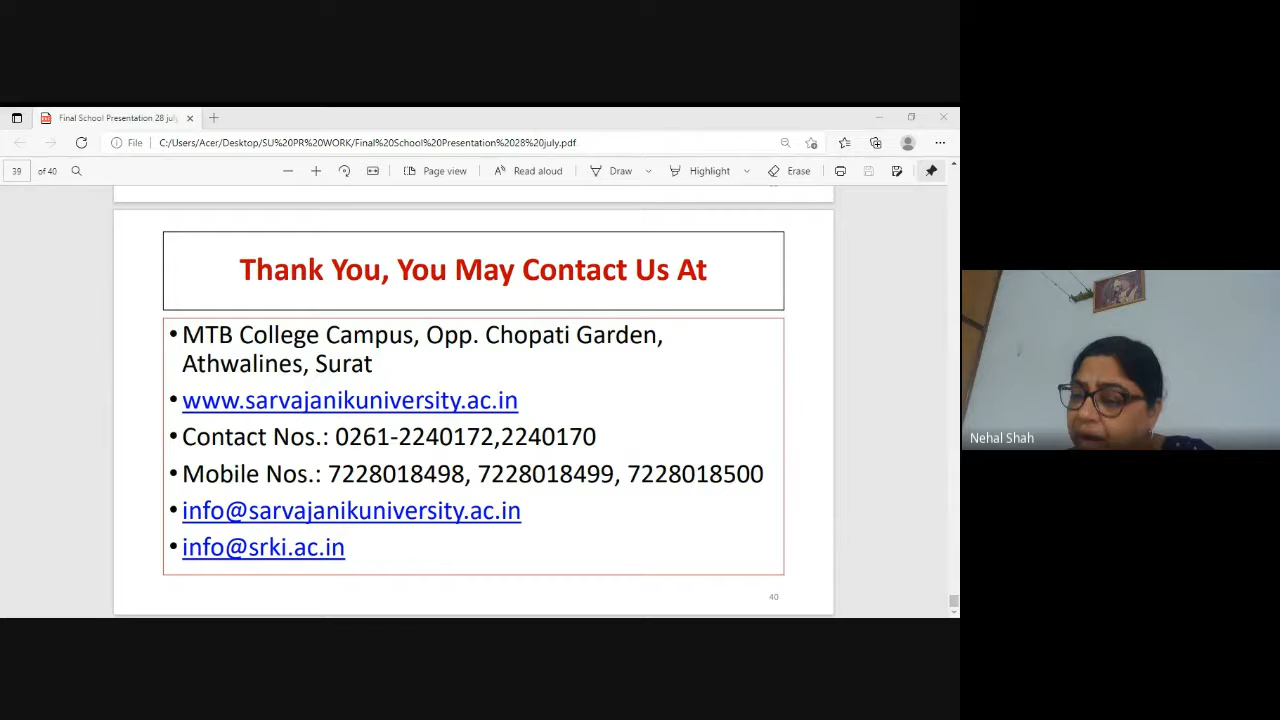 Final School Presentation 28 july
File
C:/Users/Acer/Desktop/SU%20PR%20WORK/Final%20School%20Presentation%2028%20july.pdf
39 of 40
Page view
Read aloud
Draw
Highlight
Erase
Thank You, You May Contact Us At
•MTB College Campus, Opp. Chopati Garden,
Athwalines, Surat
•www.sarvajanikuniversity.ac.in
•Contact Nos.: 0261-2240172,2240170
•Mobile Nos.: 7228018498, 7228018499, 7228018500
•info@sarvajanikuniversity.ac.in
•info@srki.ac.in
40
Nehal Shah